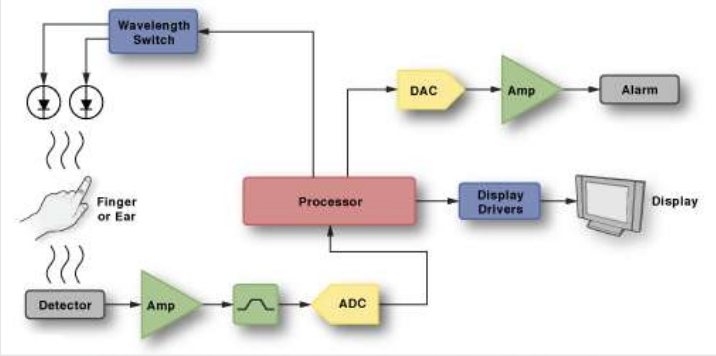 Wavelength
Switch
DAC
Amp
Alarm
Finger
or Ear
Processor
Display
Drivers
Display
Detector
Amp
ADC